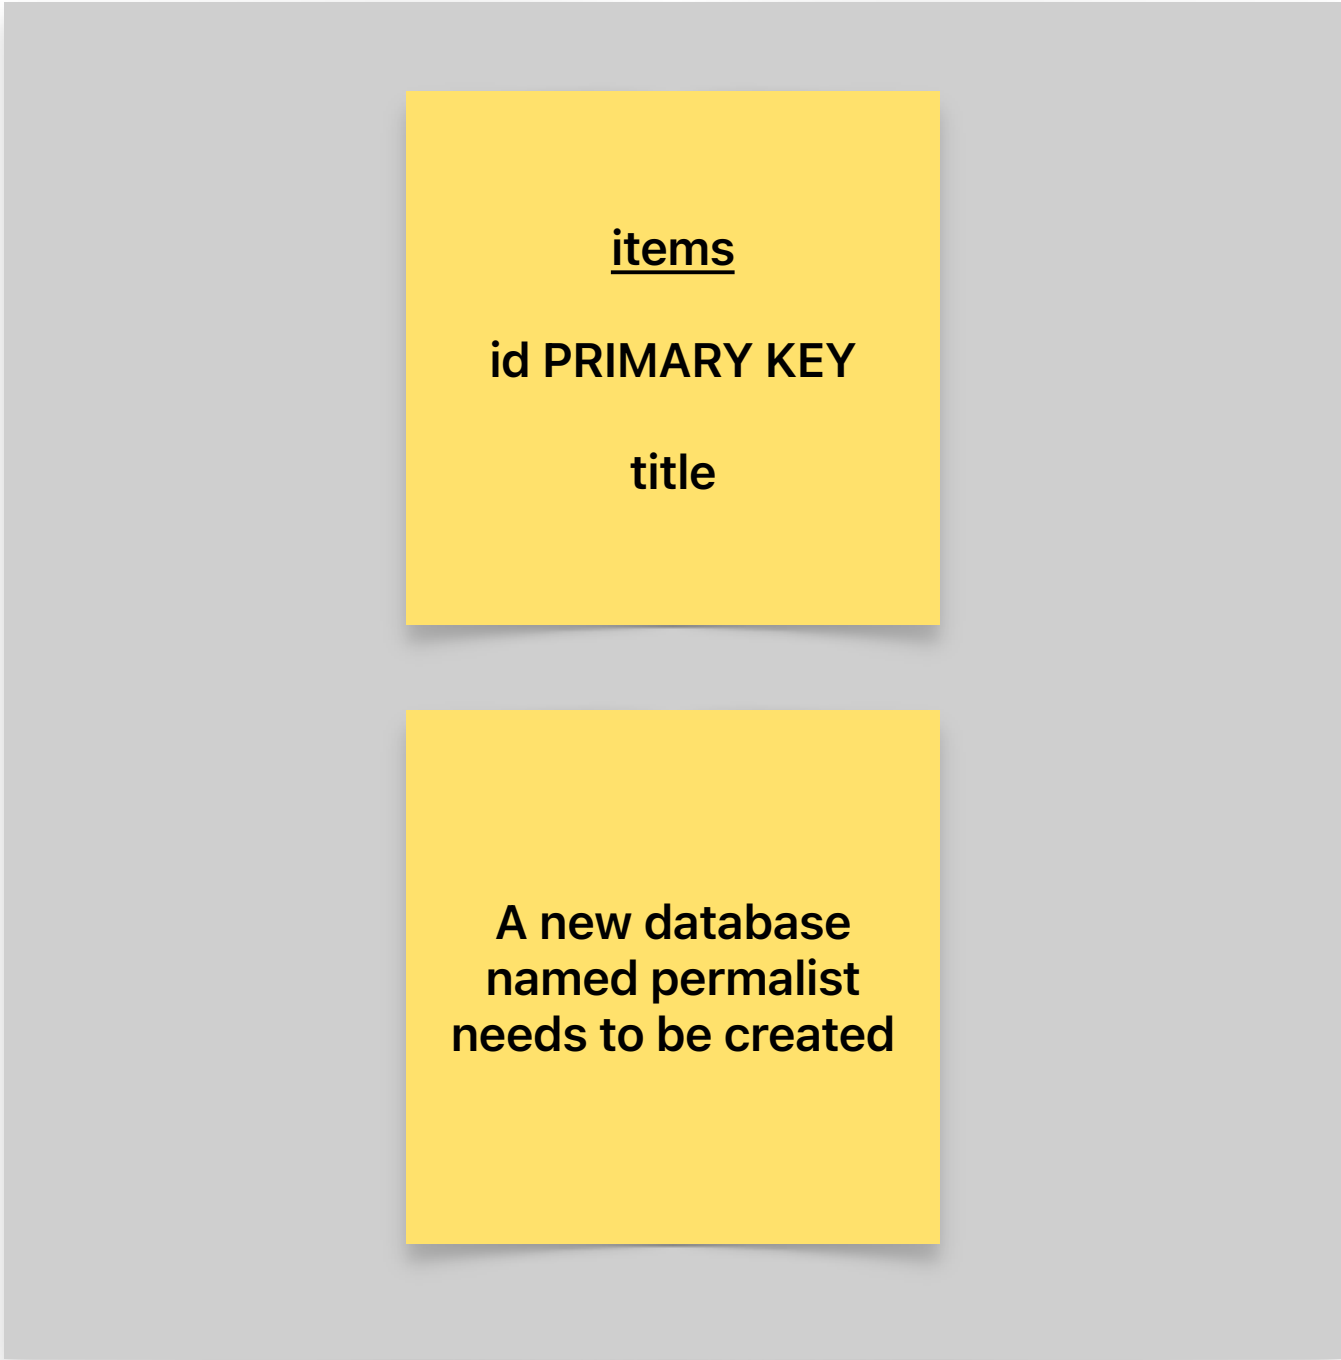 items
id PRIMARY KEY
title
A new database
named permalist
needs to be created